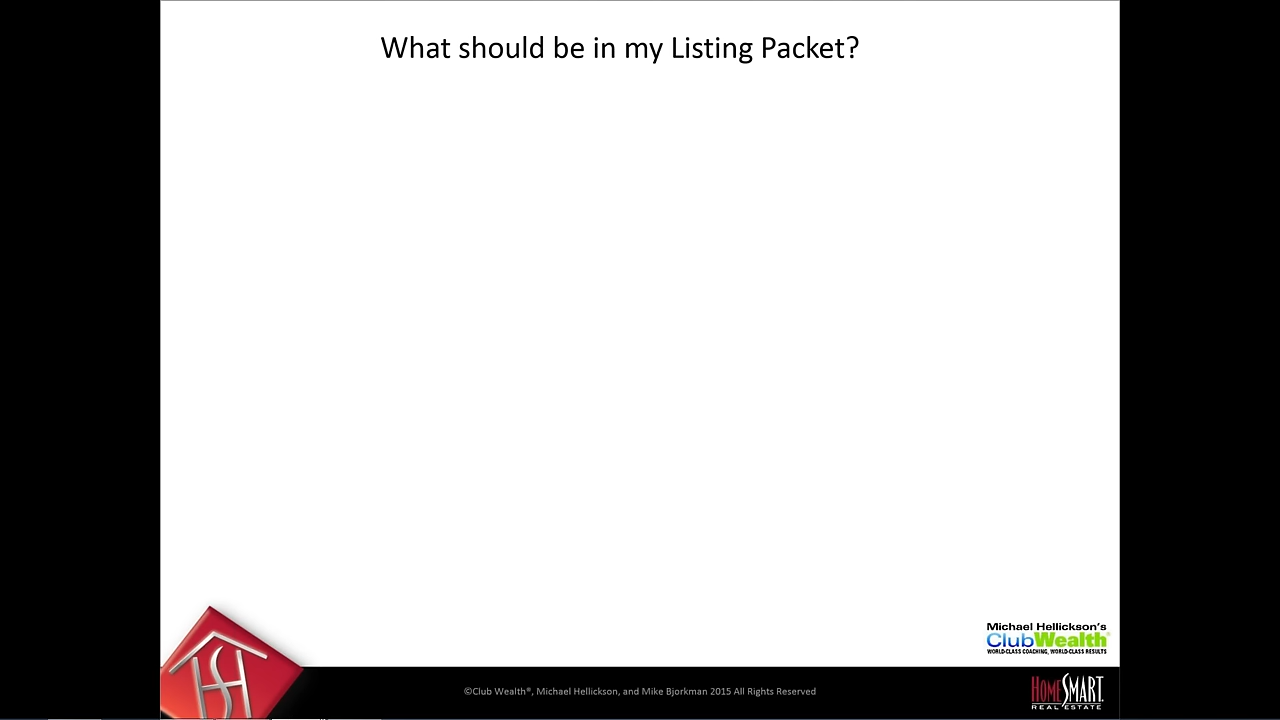 What should be in my Listing Packet?
Michael Hellickson's
ClubWealth®
WORLD-CLASS COACHING, WORLD-CLASS RESULTS
©Club Wealth®, Michael Hellickson, and Mike Bjorkman 2015 All Rights Reserved
HOMESMART
REAL ESTATE